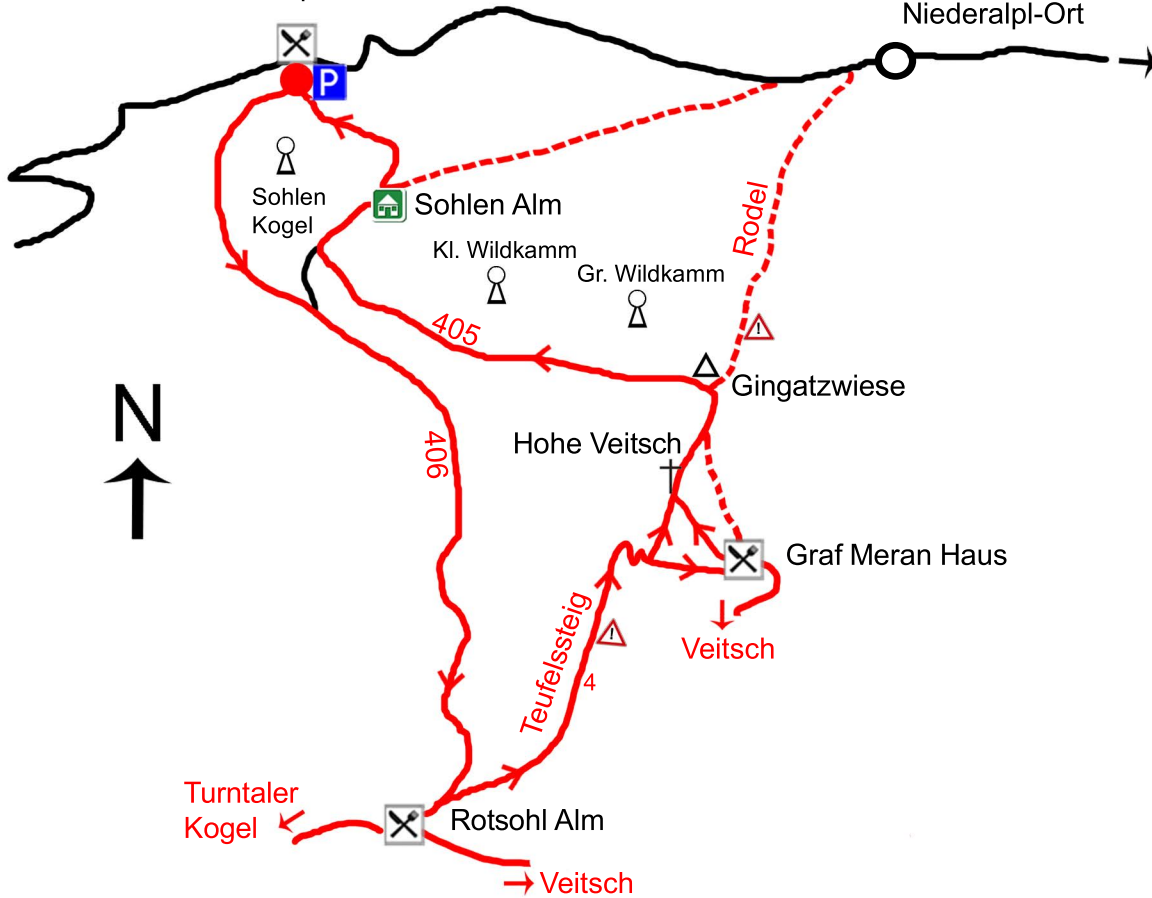 Niederalpl-Ort
P
Sohlen
Kogel
Sohlen Alm
Rodel
Kl. Wildkamm
Gr. Wildkamm
405
!
Gingatzwiese
N
Hohe Veitsch
406
Graf Meran Haus
Teufelssteig
!
4
Veitsch
Turntaler
Kogel
Rotsohl Alm
Veitsch